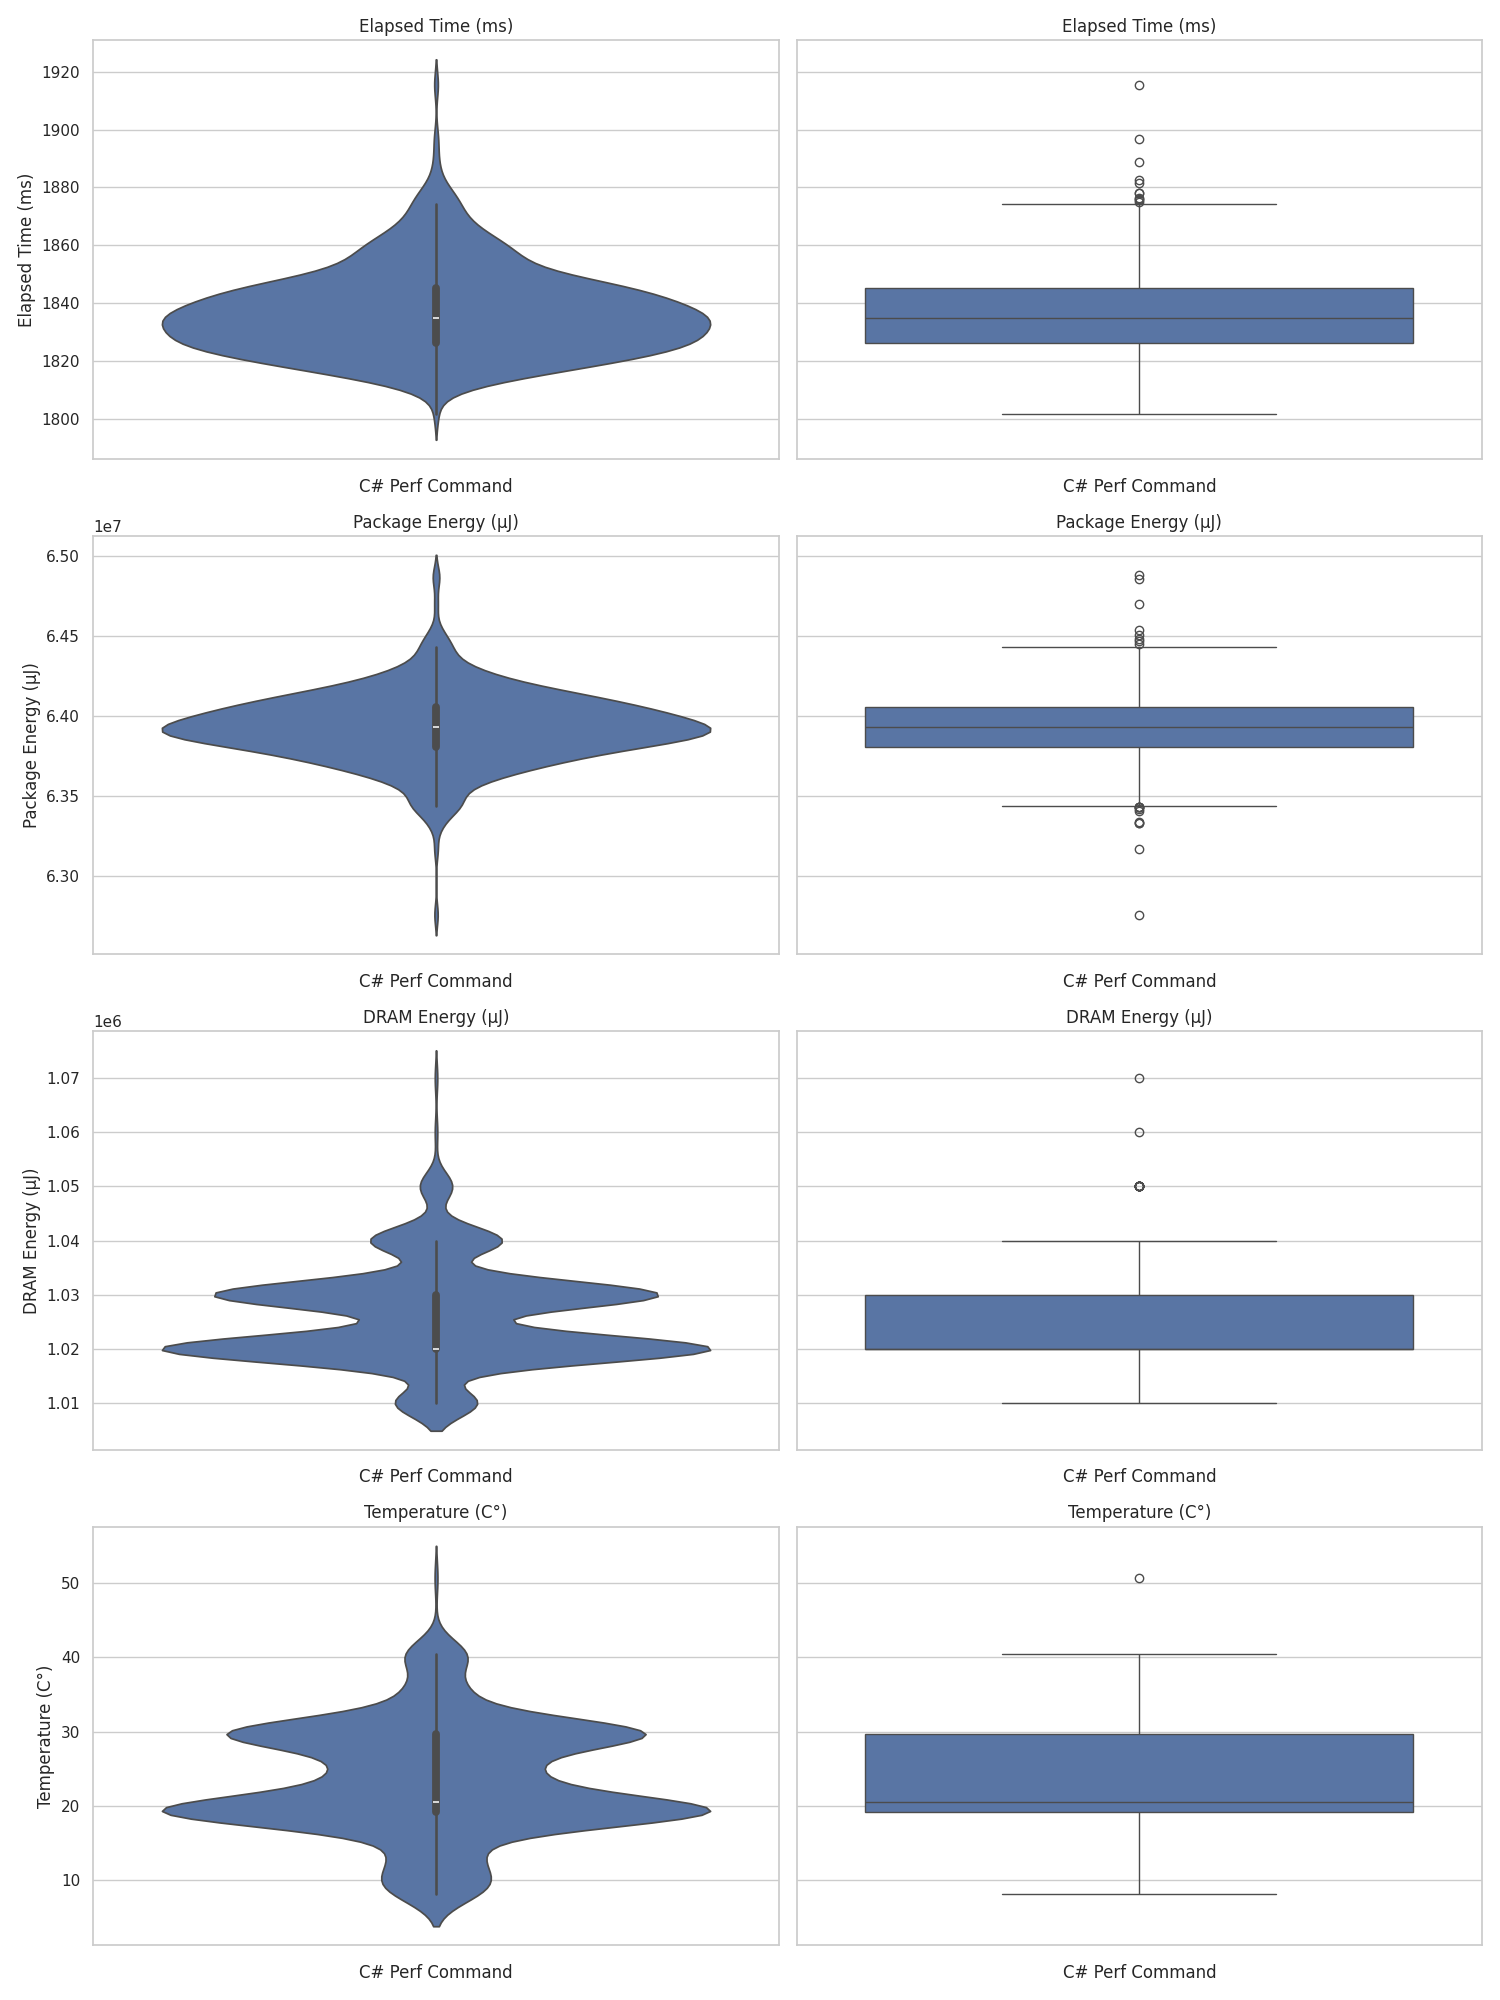 Elapsed Time (ms)
Elapsed Time (ms)
1920
1900
1880
1860
1840
1820
1800
Elapsed Time (ms)
C# Perf Command
C# Perf Command
1e7
Package Energy (µJ)
Package Energy (µJ)
6.50
6.45
6.40
6.35
6.30
Package Energy (µJ)
C# Perf Command
C# Perf Command
1e6
DRAM Energy (µJ)
DRAM Energy (µJ)
1.07
1.06
1.05
1.04
1.03
1.02
1.01
DRAM Energy (µJ)
C# Perf Command
C# Perf Command
Temperature (C°)
Temperature (C°)
50
40
30
20
10
Temperature (C°)
C# Perf Command
C# Perf Command